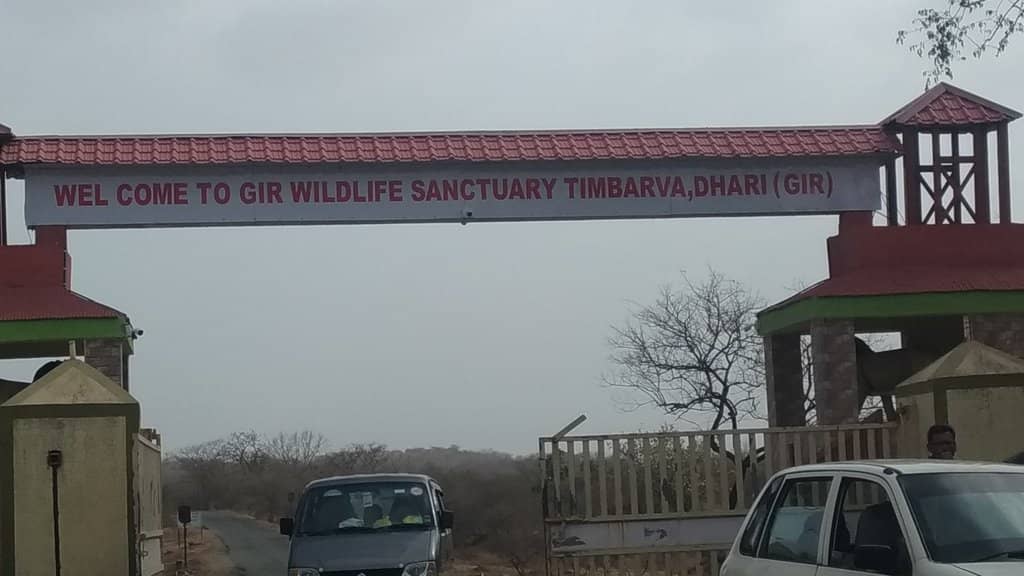 WEL COME TO GIR WILDLIFE SANCTUARY TIMBARVA,DHARI (GIR)